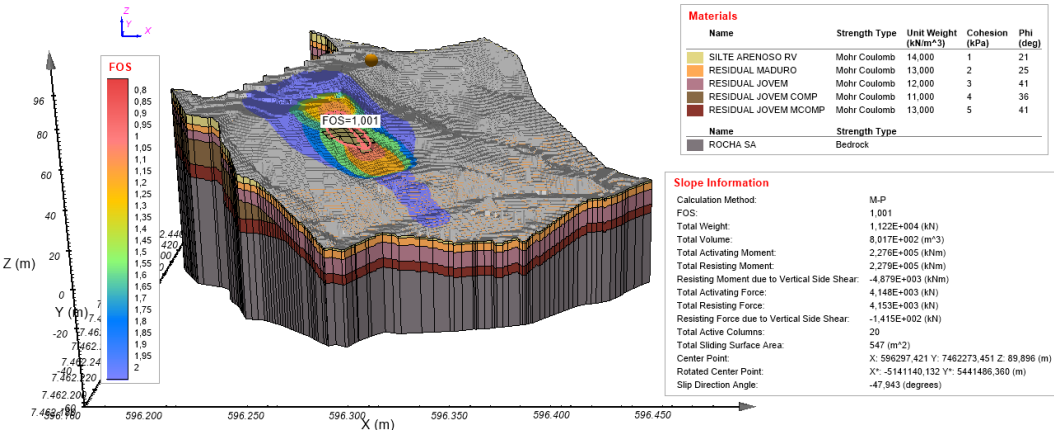 Z
Y
X
FOS
0,8
0,85
0,9
0,95
1
1,05
1,1
1,15
1,2
1,25
1,3
1,35
1,4
1,45
1,5
1,55
1,6
1,65
1,7
1,75
1,8
1,85
1,9
1,95
2
FOS=1,001
96
80
60
40
20
0
-20
Z (m)
Y (m)
7.462.200
596.200
596.250
596.300
596.350
596.400
596.450
X (m)
Materials
Name Strength Type Unit Weight (kN/m^3) Cohesion (kPa) Phi (deg)
SILTE ARENOSO RV Mohr Coulomb 14,000 1 21
RESIDUAL MADURO Mohr Coulomb 13,000 2 25
RESIDUAL JOVEM Mohr Coulomb 12,000 3 41
RESIDUAL JOVEM COMP Mohr Coulomb 11,000 4 36
RESIDUAL JOVEM MCOMP Mohr Coulomb 13,000 5 41
Name Strength Type
ROCHA SA Bedrock
Slope Information
Calculation Method: M-P
FOS: 1,001
Total Weight: 1,122E+004 (kN)
Total Volume: 8,017E+002 (m^3)
Total Activating Moment: 2,276E+005 (kNm)
Total Resisting Moment: 2,279E+005 (kNm)
Resisting Moment due to Vertical Side Shear: -4,879E+003 (kNm)
Total Activating Force: 4,148E+003 (kN)
Total Resisting Force: 4,153E+003 (kN)
Resisting Force due to Vertical Side Shear: -1,415E+002 (kN)
Total Active Columns: 20
Total Sliding Surface Area: 547 (m^2)
Center Point: X: 596297,421 Y: 7462273,451 Z: 89,896 (m)
Rotated Center Point: X*: -5141140,132 Y*: 5441486,360 (m)
Slip Direction Angle: -47,943 (degrees)